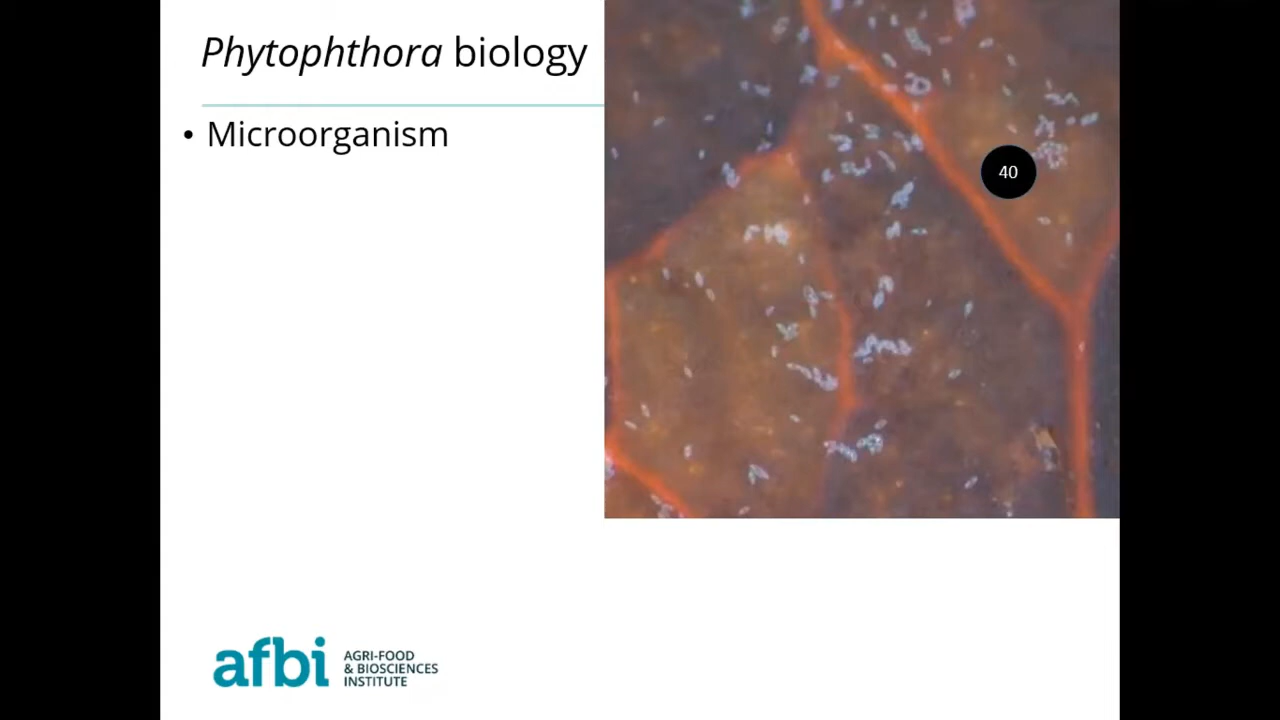 Phytophthora biology
• Microorganism
40
afbi
AGRI-FOOD
& BIOSCIENCES
INSTITUTE